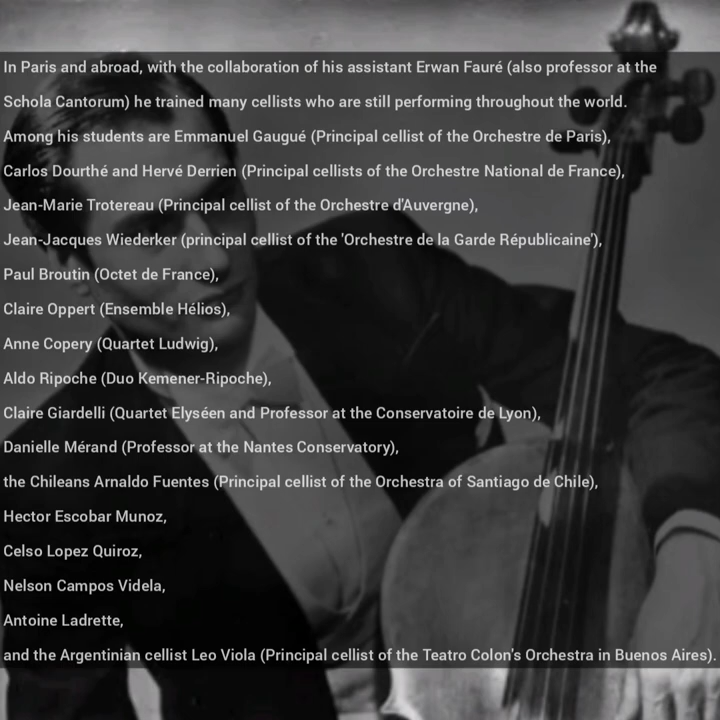 In Paris and abroad, with the collaboration of his assistant Erwan Fauré (also professor at the
Schola Cantorum) he trained many cellists who are still performing throughout the world.
Among his students are Emmanuel Gaugué (Principal cellist of the Orchestre de Paris),
Carlos Dourthé and Hervé Derrien (Principal cellists of the Orchestre National de France),
Jean-Marie Trotereau (Principal cellist of the Orchestre d'Auvergne),
Jean-Jacques Wiederker (principal cellist of the 'Orchestre de la Garde Républicaine'),
Paul Broutin (Octet de France),
Claire Oppert (Ensemble Hélios),
Anne Copery (Quartet Ludwig),
Aldo Ripoche (Duo Kemener-Ripoche),
Claire Giardelli (Quartet Elyséen and Professor at the Conservatoire de Lyon),
Danielle Mérand (Professor at the Nantes Conservatory),
the Chileans Arnaldo Fuentes (Principal cellist of the Orchestra of Santiago de Chile),
Hector Escobar Munoz,
Celso Lopez Quiroz,
Nelson Campos Videla,
Antoine Ladrette,
and the Argentinian cellist Leo Viola (Principal cellist of the Teatro Colon's Orchestra in Buenos Aires).